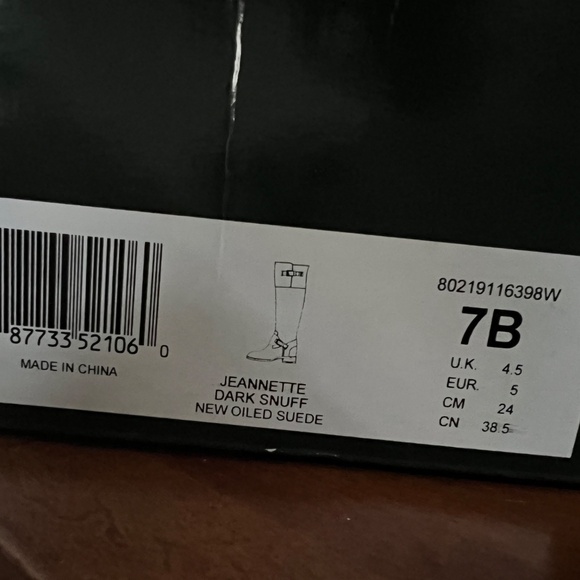 87733 52106 0
MADE IN CHINA
JEANNETTE
DARK SNUFF
NEW OILED SUEDE
80219116398W
7B
U.K. 4.5
EUR. 5
CM 24
CN 38.5